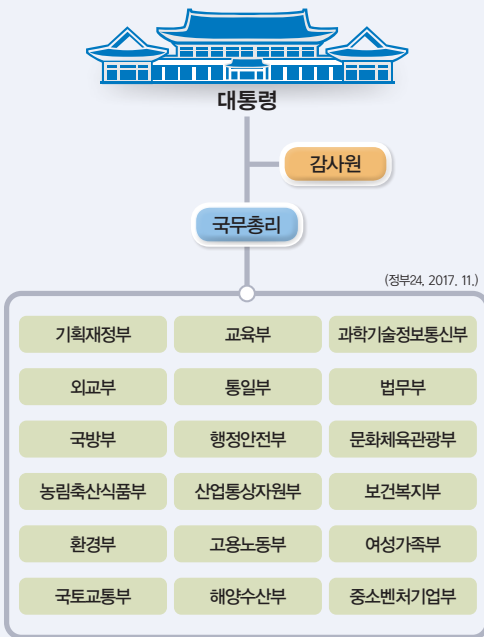 대통령
감사원
국무총리
(정부24, 2017. 11.)
기획재정부 교육부 과학기술정보통신부
외교부 통일부 법무부
국방부 행정안전부 문화체육관광부
농림축산식품부 산업통상자원부 보건복지부
환경부 고용노동부 여성가족부
국토교통부 해양수산부 중소벤처기업부